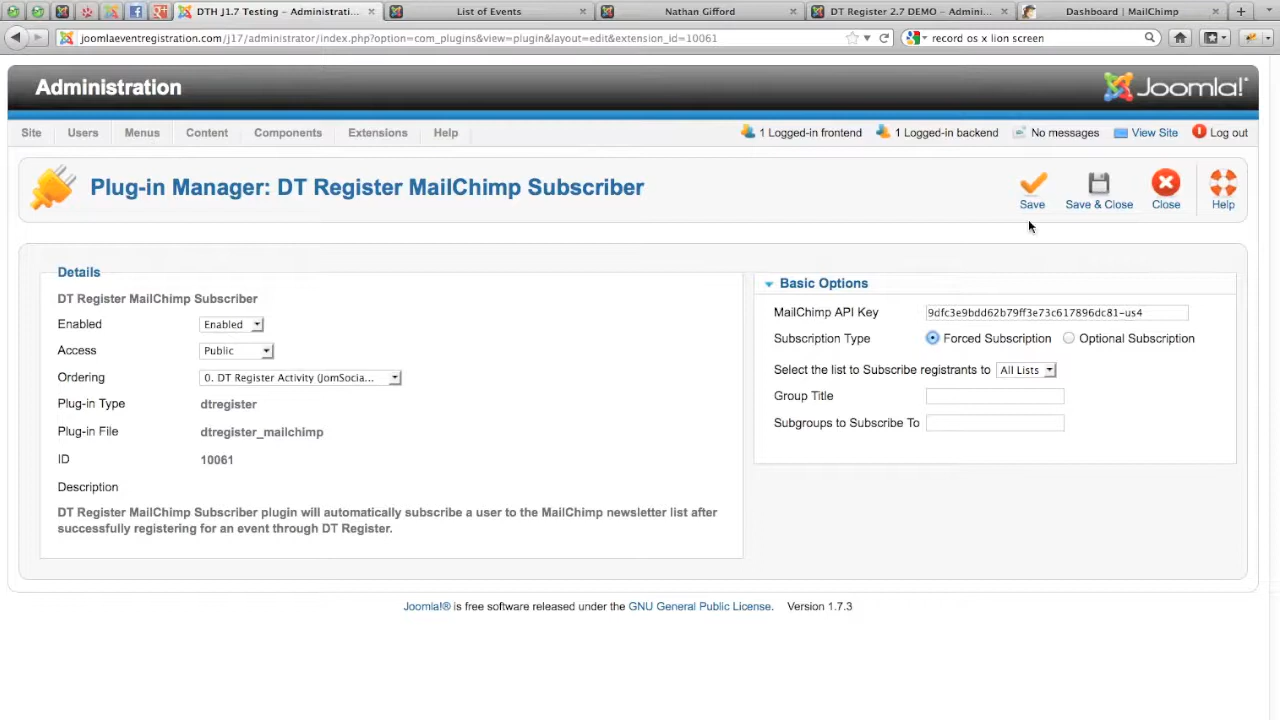 DTH J1.7 Testing – Administrati... List of Events Nathan Gifford DT Register 2.7 DEMO – Admini... Dashboard | MailChimp
joomlaeventregistration.com/j17/administrator/index.php?option=com_plugins&view=plugin&layout=edit&extension_id=10061 record os x lion screen
Administration Joomla!®
Site Users Menus Content Components Extensions Help 1 Logged-in frontend 1 Logged-in backend No messages View Site Log out
Plug-in Manager: DT Register MailChimp Subscriber
Save Save & Close Close Help
Details
DT Register MailChimp Subscriber
Enabled Enabled
Access Public
Ordering 0. DT Register Activity (JomSocia...
Plug-in Type dtregister
Plug-in File dtregister_mailchimp
ID 10061
Description
DT Register MailChimp Subscriber plugin will automatically subscribe a user to the MailChimp newsletter list after
successfully registering for an event through DT Register.
Basic Options
MailChimp API Key 9dfc3e9bdd62b79ff3e73c617896dc81-us4
Subscription Type Forced Subscription Optional Subscription
Select the list to Subscribe registrants to All Lists
Group Title
Subgroups to Subscribe To
Joomla!® is free software released under the GNU General Public License. Version 1.7.3